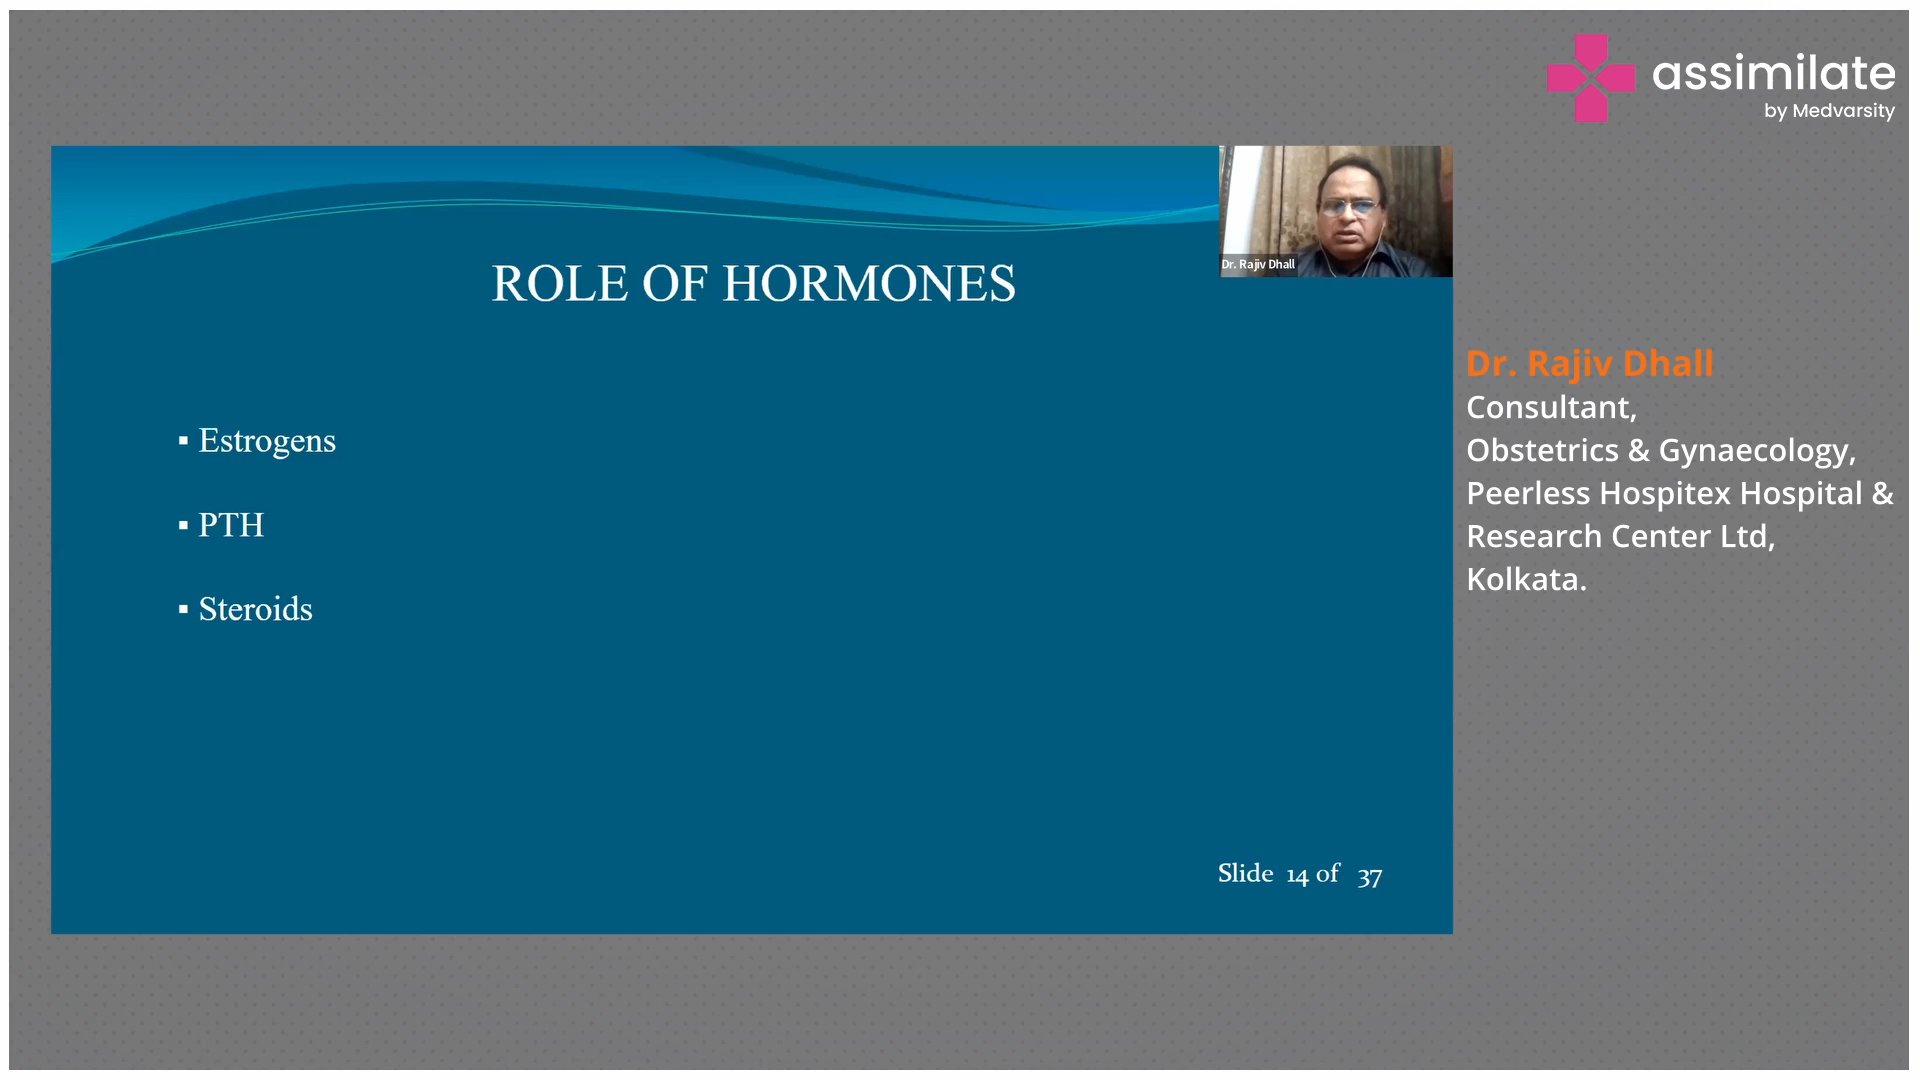 assimilate
by Medvarsity
Dr. Rajiv Dhall
ROLE OF HORMONES
▪ Estrogens
▪ PTH
▪ Steroids
Slide 14 of 37
Dr. Rajiv Dhall
Consultant,
Obstetrics & Gynaecology,
Peerless Hospitex Hospital &
Research Center Ltd,
Kolkata.